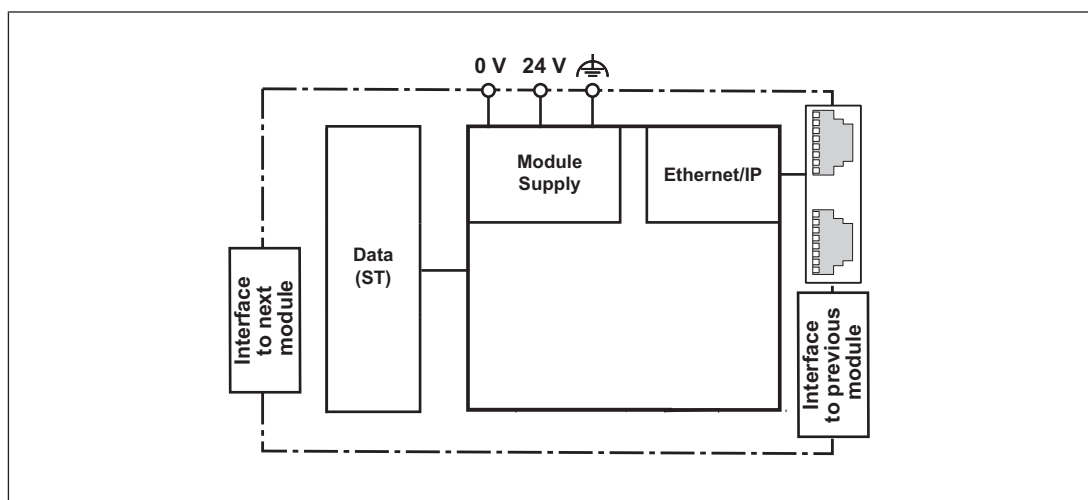 0 V 24 V
Module
Supply
Ethernet/IP
Data
(ST)
Interface
to next
module
Interface
to previous
module